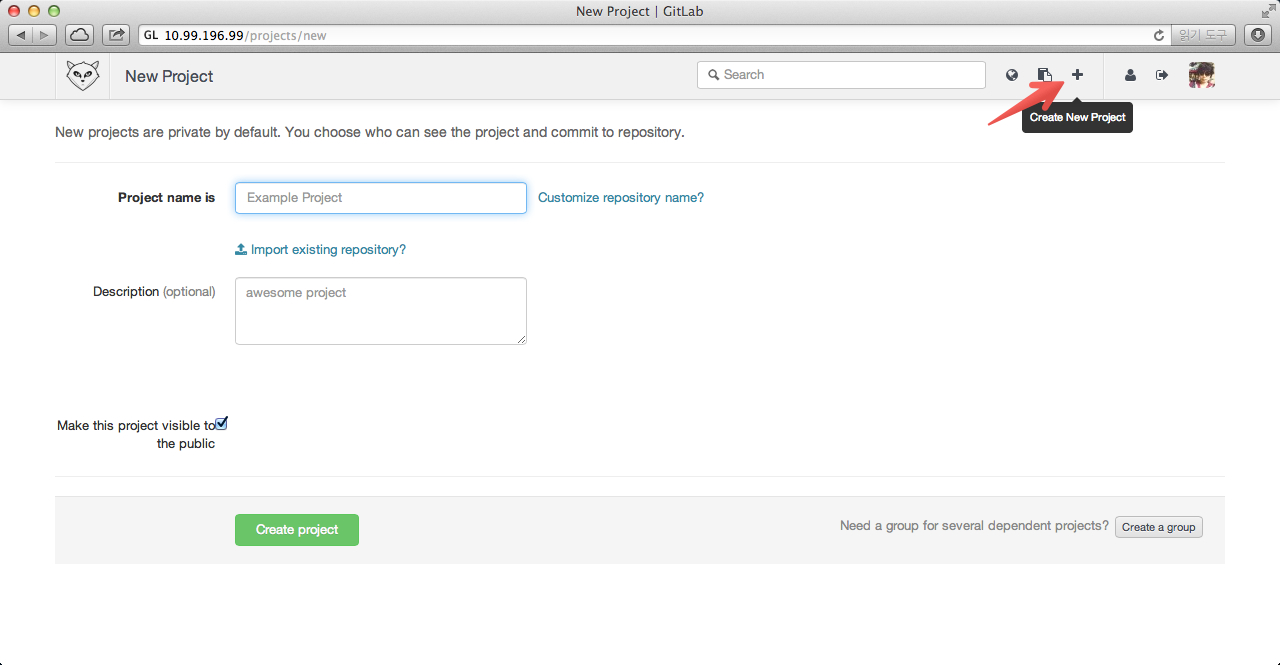 New Project | GitLab
GL 10.99.196.99/projects/new
읽기 도구
New Project
Search
Create New Project
New projects are private by default. You choose who can see the project and commit to repository.
Project name is
Example Project
Customize repository name?
Import existing repository?
Description (optional)
awesome project
Make this project visible to
the public
Create project
Need a group for several dependent projects?
Create a group